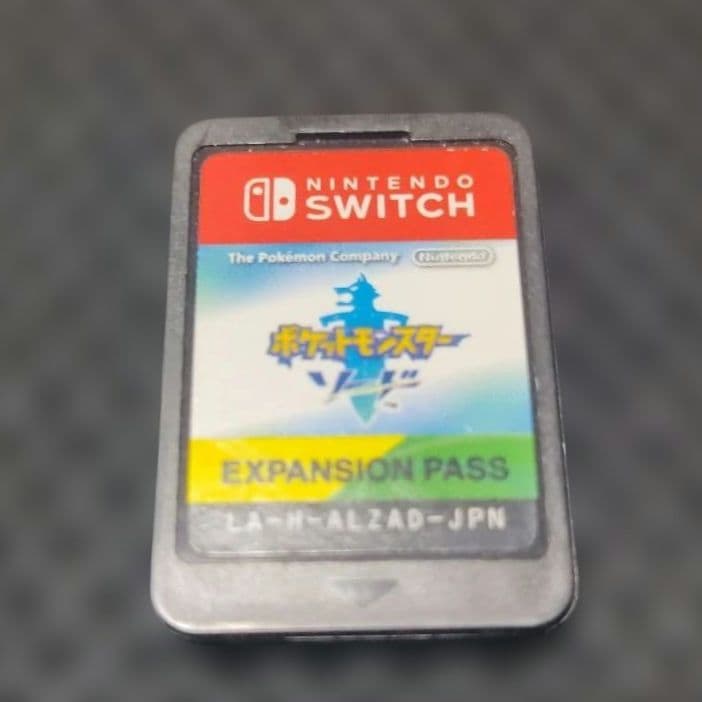 NINTENDO
SWITCH
The Pokémon Company Nintendo
ポケットモンスター
ソード
EXPANSION PASS
LA-H-ALZAD-JPN